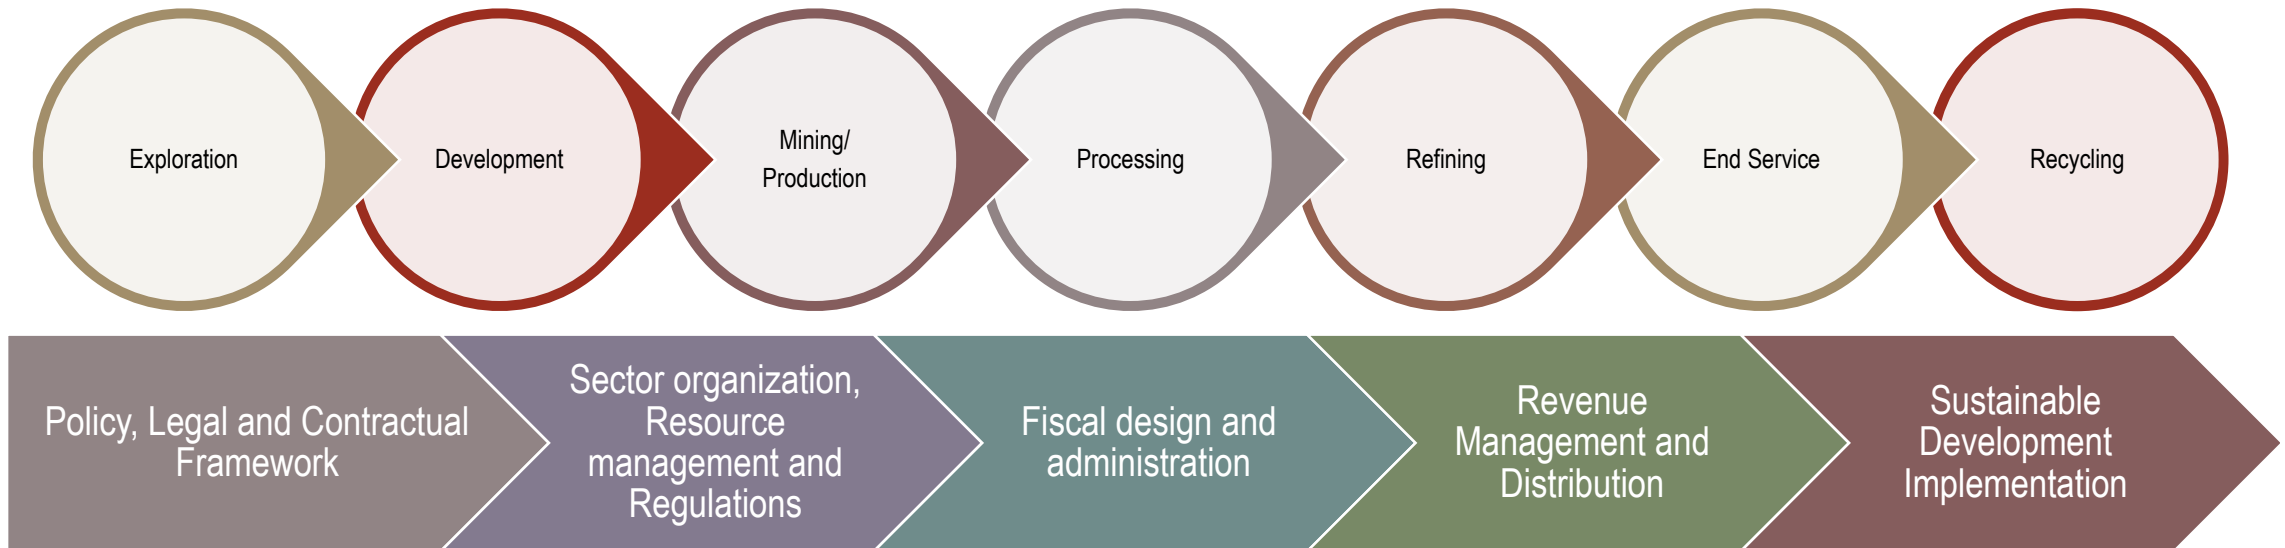 Exploration
Development
Mining/
Production
Processing
Refining
End Service
Recycling
Policy, Legal and Contractual
Framework
Sector organization,
Resource
management and
Regulations
Fiscal design and
administration
Revenue
Management and
Distribution
Sustainable
Development
Implementation